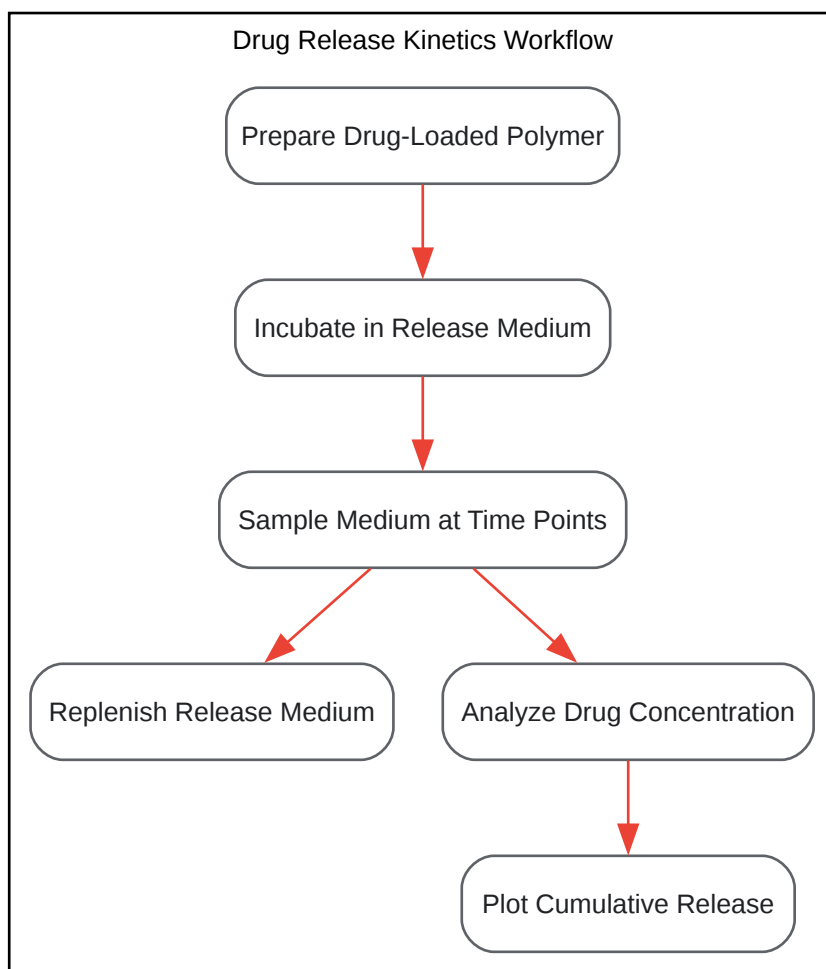 Drug Release Kinetics Workflow
Prepare Drug-Loaded Polymer
Incubate in Release Medium
Sample Medium at Time Points
Replenish Release Medium
Analyze Drug Concentration
Plot Cumulative Release